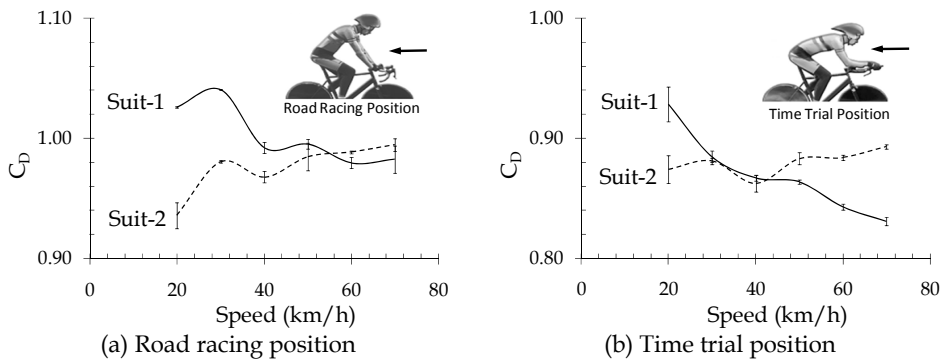 1.10
1.00
0.90
C_D
Suit-1
Suit-2
Road Racing Position
0 20 40 60 80
Speed (km/h)
(a) Road racing position
1.00
0.90
0.80
C_D
Suit-1
Suit-2
Time Trial Position
0 20 40 60 80
Speed (km/h)
(b) Time trial position